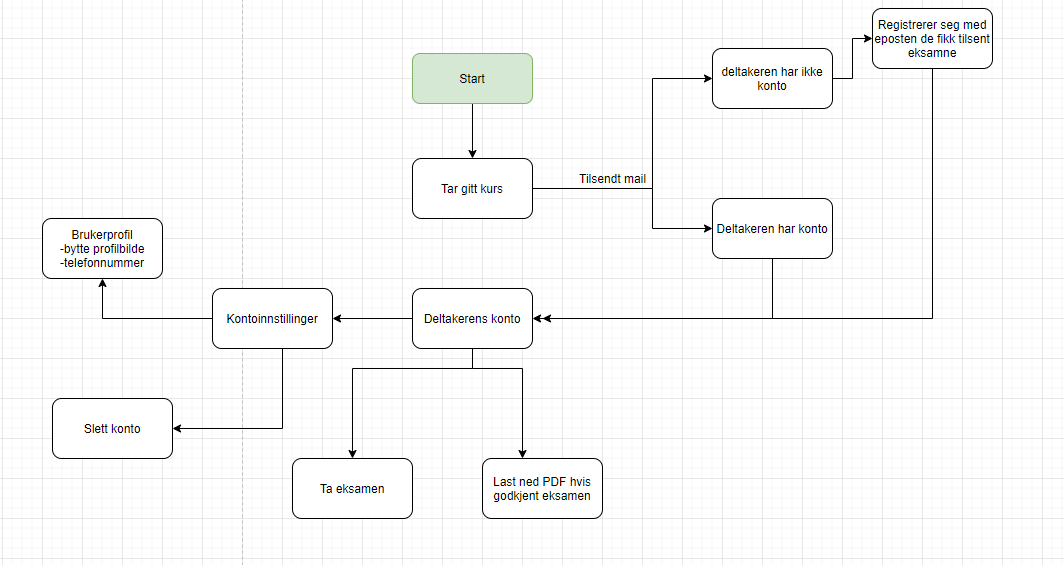 Start
Tar gitt kurs
Tilsendt mail
deltakeren har ikke
konto
Registrerer seg med
eposten de fikk tilsent
eksamne
Deltakeren har konto
Deltakerens konto
Kontoinnstillinger
Brukerprofil
-bytte profilbilde
-telefonnummer
Slett konto
Ta eksamen
Last ned PDF hvis
godkjent eksamen